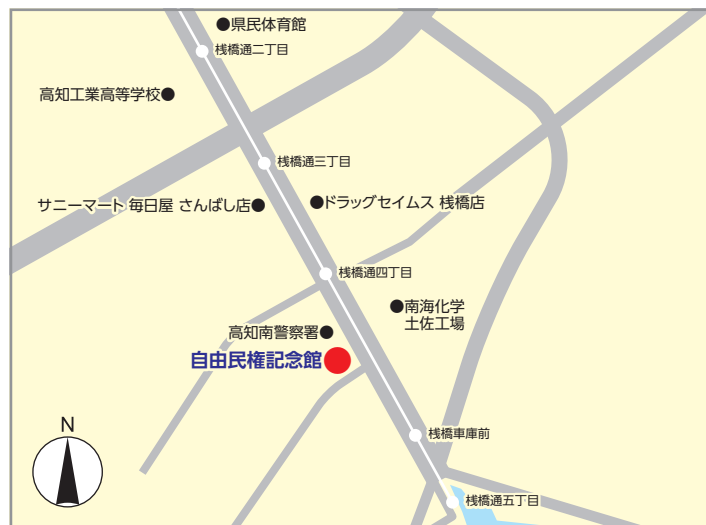 県民体育館
桟橋通二丁目
高知工業高等学校
桟橋通三丁目
サニーマート 毎日屋 さんばし店
ドラッグセイムス 桟橋店
桟橋通四丁目
南海化学
土佐工場
高知南警察署
自由民権記念館
N
桟橋車庫前
桟橋通五丁目